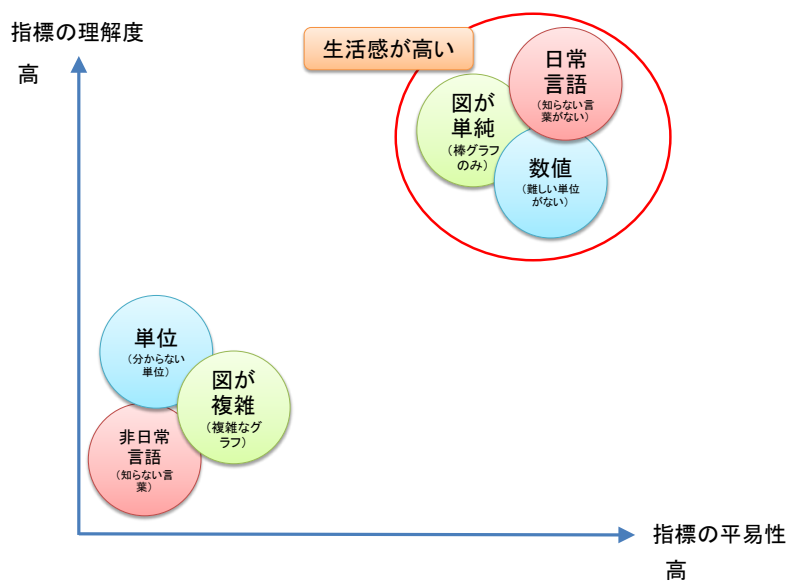 指標の理解度
高
生活感が高い
日常
言語
（知らない言
葉がない）
図が
単純
（棒グラフ
のみ）
数値
（難しい単位
がない）
単位
（分からない
単位）
図が
複雑
（複雑なグ
ラフ）
非日常
言語
（知らない言
葉）
指標の平易性
高